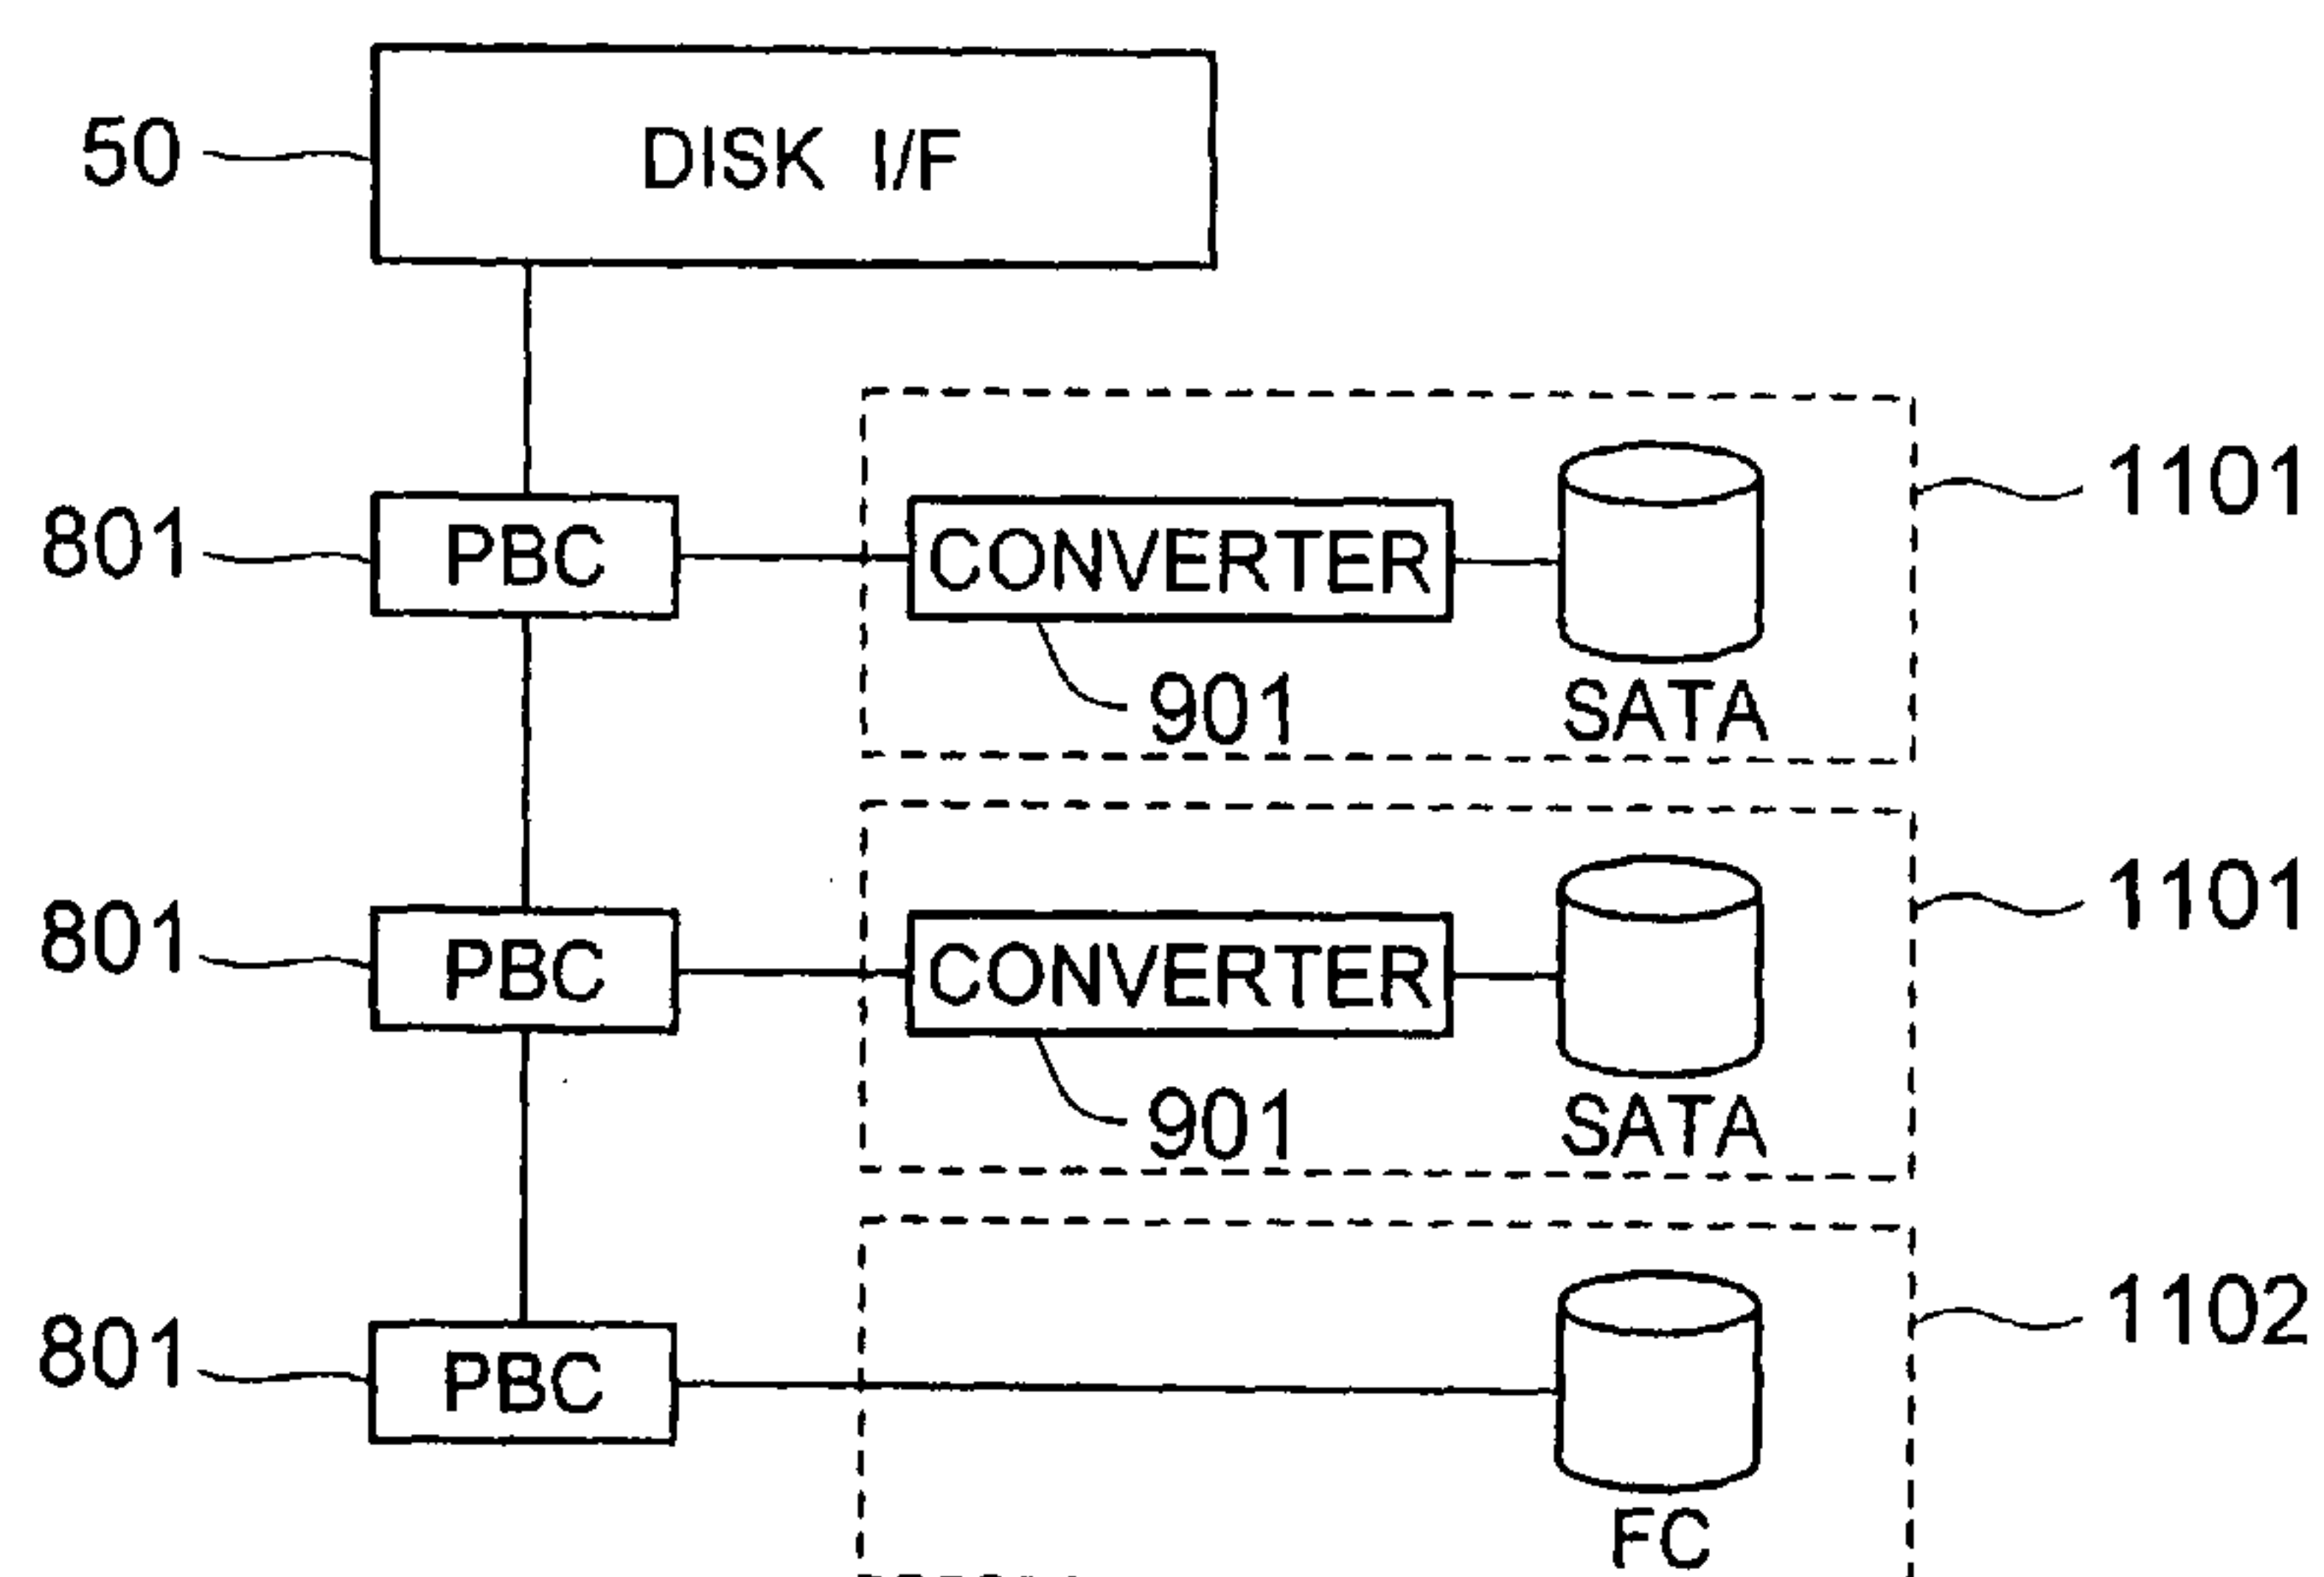 50
DISK I/F
801
PBC
CONVERTER
1101
901
SATA
801
PBC
CONVERTER
1101
901
SATA
801
PBC
1102
FC